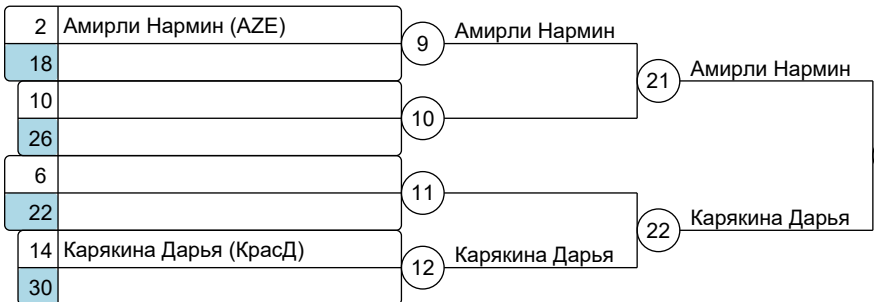 2 Амирли Нармин (AZE)
18
9 Амирли Нармин
10
26
10
21 Амирли Нармин
6
22
11
14 Карякина Дарья (КрасД)
30
12 Карякина Дарья
22 Карякина Дарья